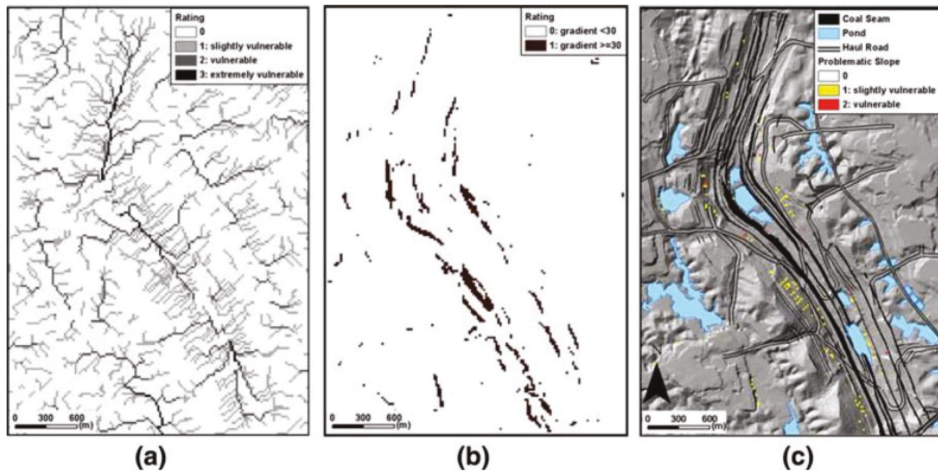 Rating
0
1: slightly vulnerable
2: vulnerable
3: extremely vulnerable
0 300 600
(m)
(a)
Rating
0: gradient <30
1: gradient >=30
0 300 600
(m)
(b)
Coal Seam
Pond
Haul Road
Problematic Slope
0
1: slightly vulnerable
2: vulnerable
0 300 600
(m)
(c)